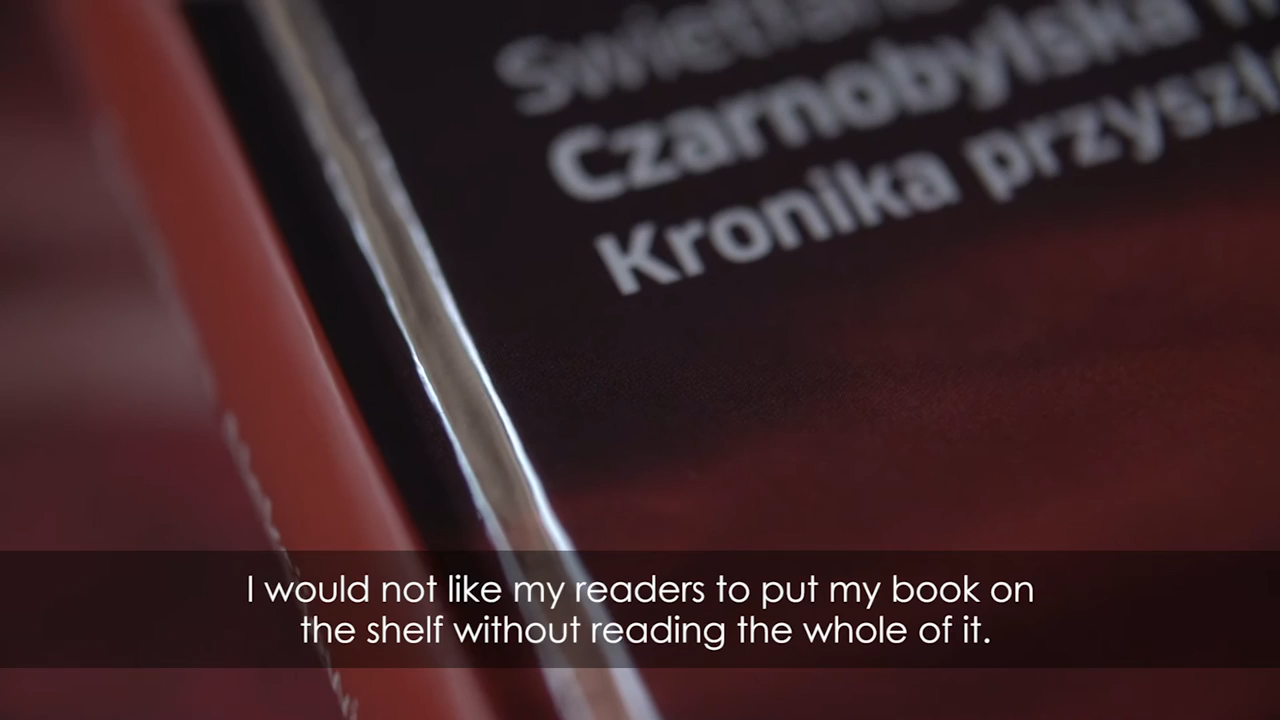 Swietłana
Czarnobylska
Kronika
I would not like my readers to put my book on
the shelf without reading the whole of it.